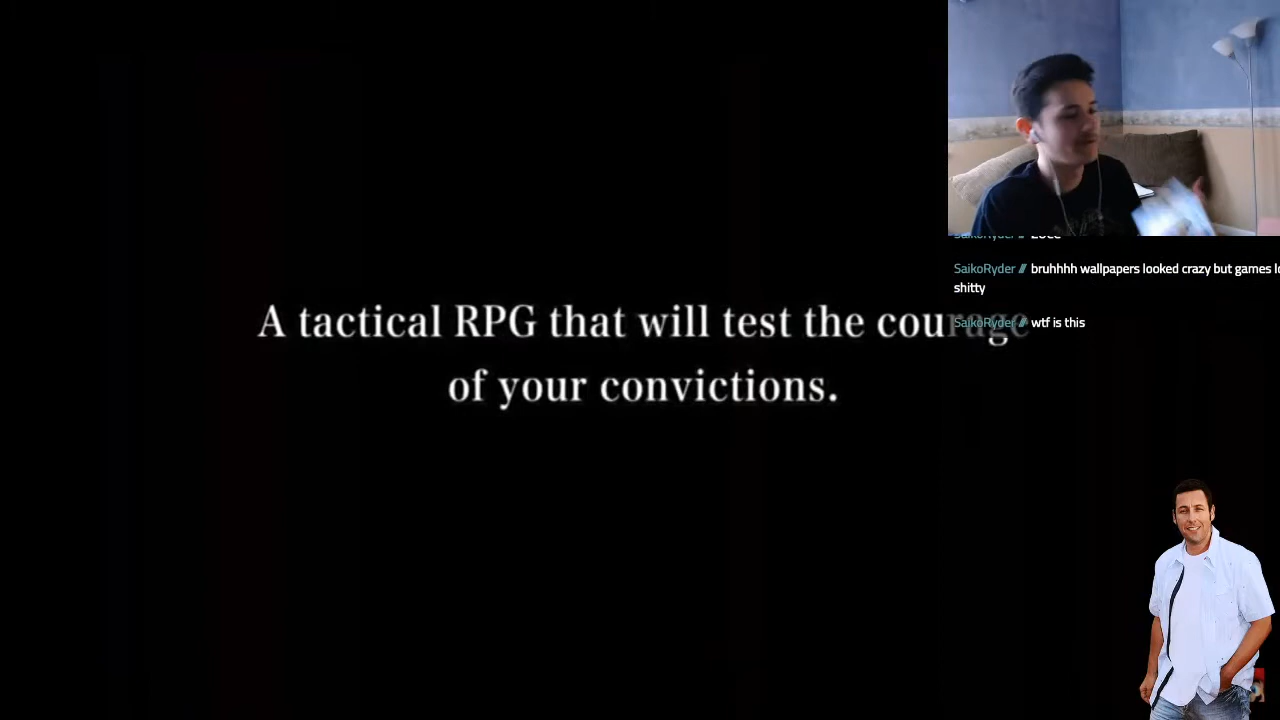 A tactical RPG that will test the courage
of your convictions.
SaikoRyder // bruhhhh wallpapers looked crazy but games lo
shitty
SaikoRyder // wtf is this